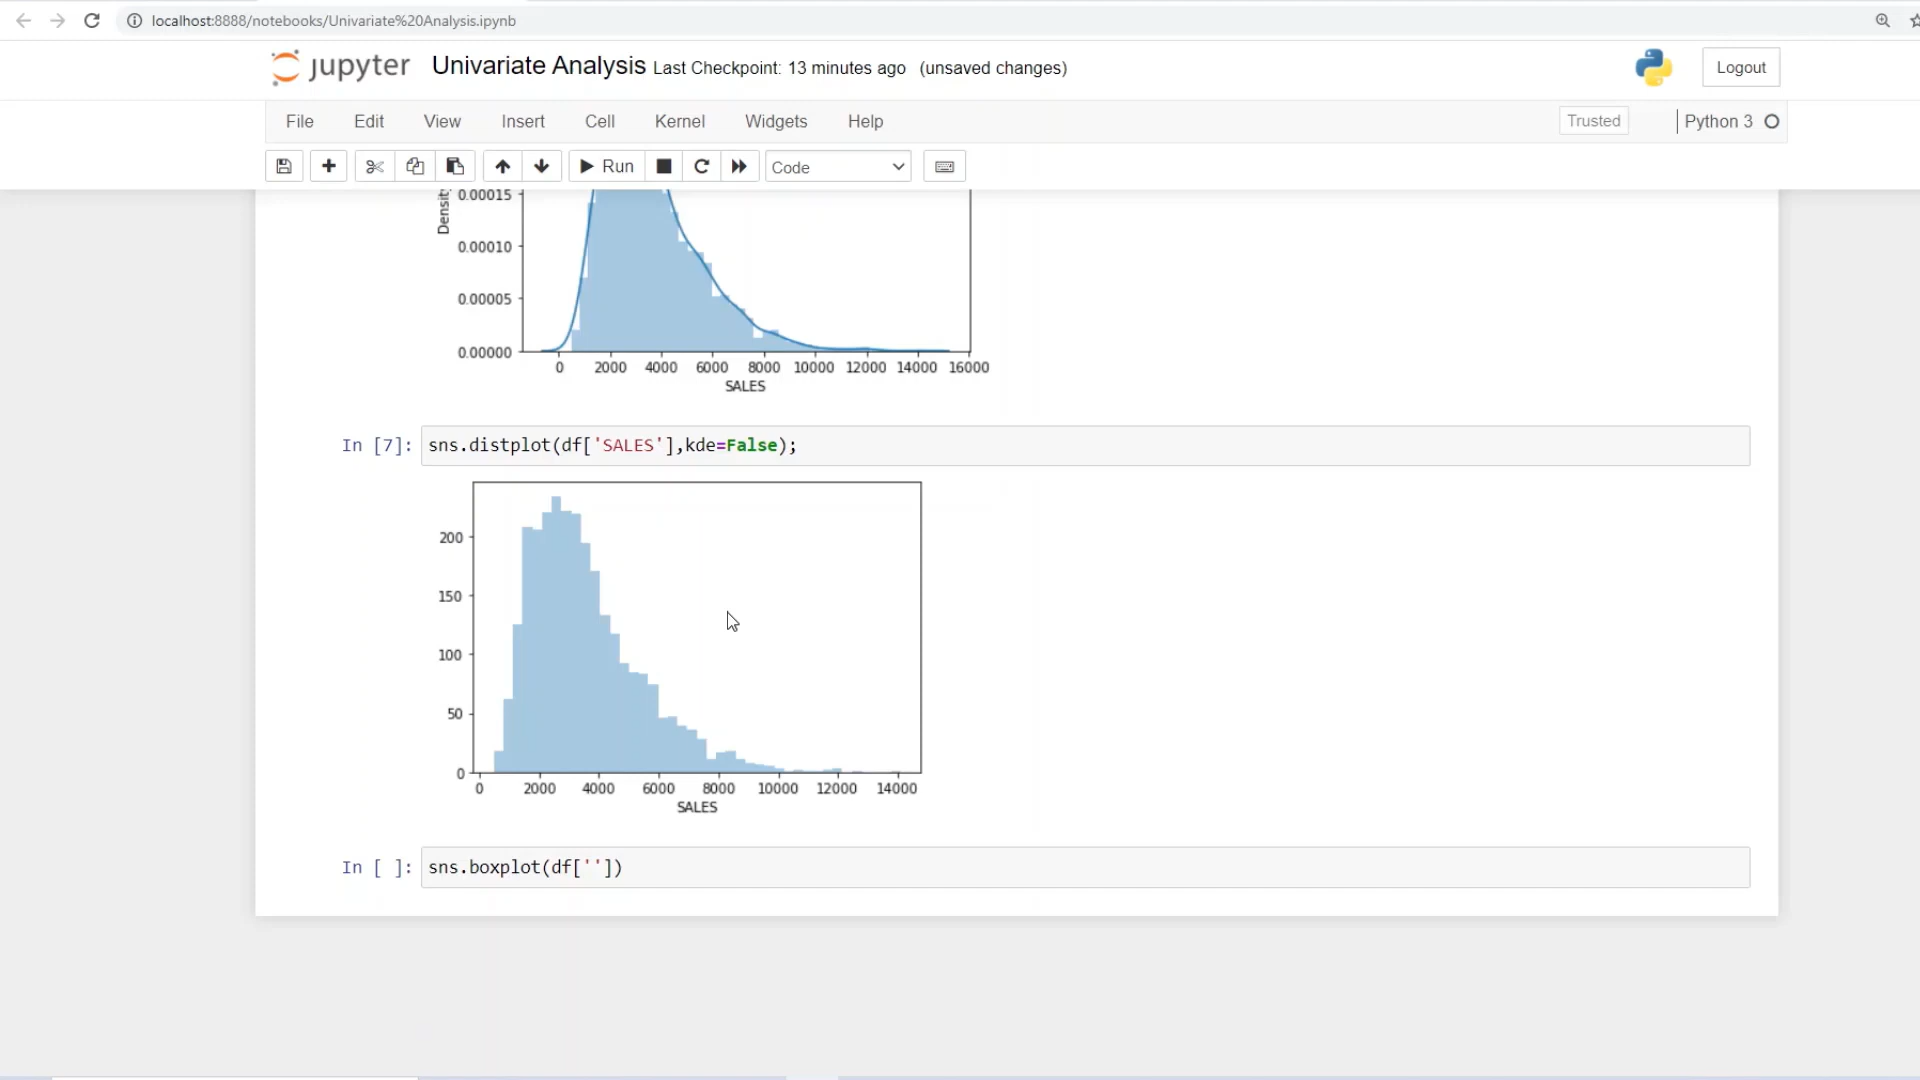 localhost:8888/notebooks/Univariate%20Analysis.ipynb
jupyter Univariate Analysis Last Checkpoint: 13 minutes ago (unsaved changes) Logout
File Edit View Insert Cell Kernel Widgets Help Trusted Python 3
Run Code
0.00015
0.00010
0.00005
0.00000
0 2000 4000 6000 8000 10000 12000 14000 16000
SALES
In [7]: sns.distplot(df['SALES'],kde=False);
200
150
100
50
0
0 2000 4000 6000 8000 10000 12000 14000
SALES
In [ ]: sns.boxplot(df[''])